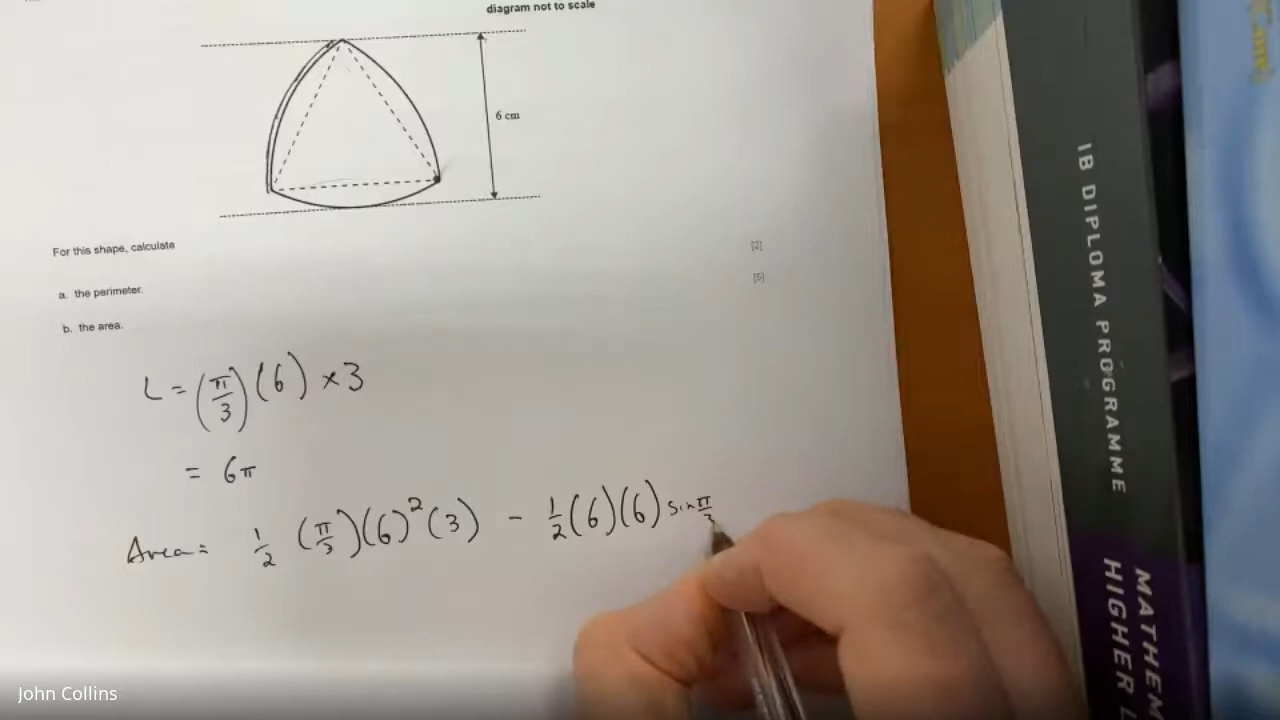 diagram not to scale
6 cm
For this shape, calculate
a. the perimeter. [2]
b. the area. [5]
L = (π/3)(6) × 3
= 6π
Area = 1/2 (π/3)(6)²(3) - 1/2(6)(6) sin π/3
IB DIPLOMA PROGRAMME
MATHEM
HIGHER L
John Collins